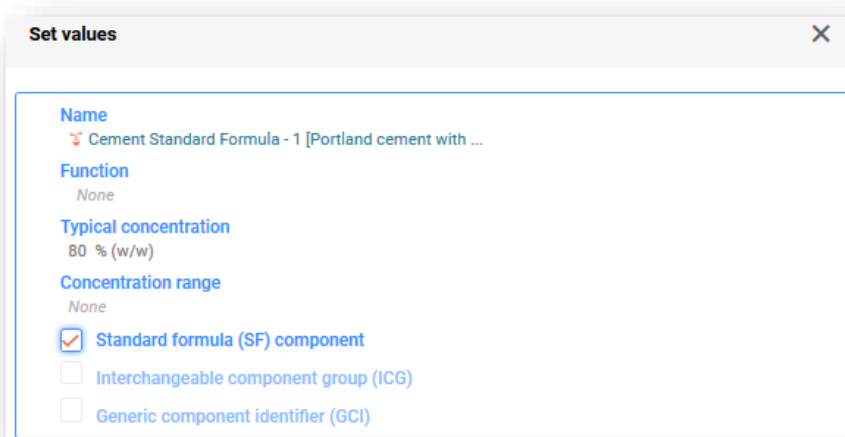 Set values
Name
Cement Standard Formula - 1 [Portland cement with ...
Function
None
Typical concentration
80 % (w/w)
Concentration range
None
Standard formula (SF) component
Interchangeable component group (ICG)
Generic component identifier (GCI)